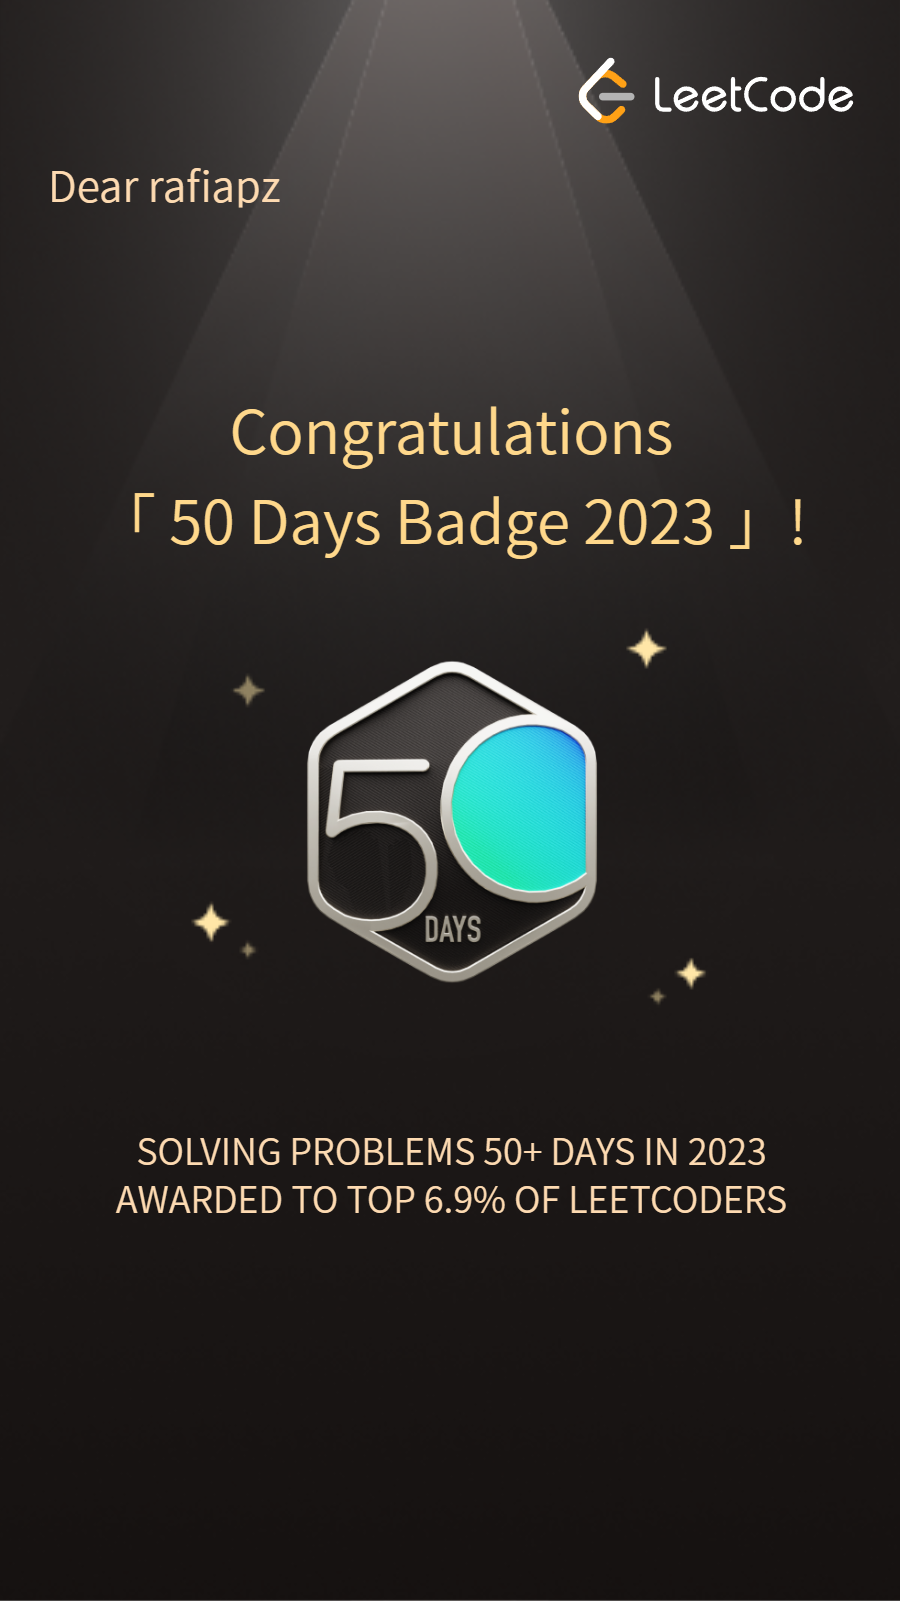 LeetCode
Dear rafiapz
Congratulations
「 50 Days Badge 2023 」 !
50
DAYS
SOLVING PROBLEMS 50+ DAYS IN 2023
AWARDED TO TOP 6.9% OF LEETCODERS